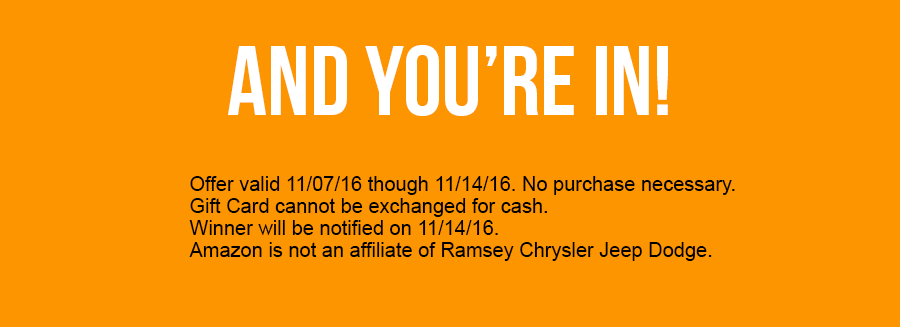 AND YOU'RE IN!
Offer valid 11/07/16 though 11/14/16. No purchase necessary.
Gift Card cannot be exchanged for cash.
Winner will be notified on 11/14/16.
Amazon is not an affiliate of Ramsey Chrysler Jeep Dodge.